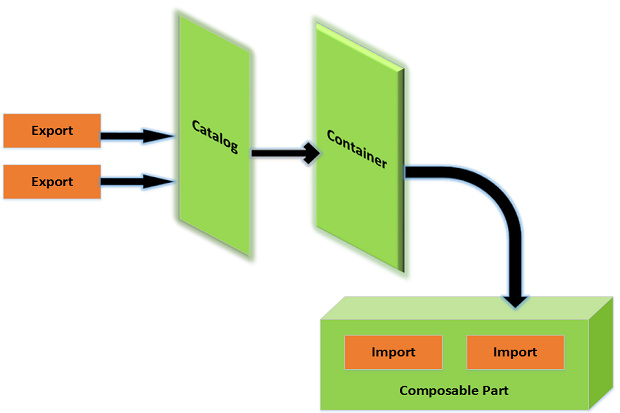 Export
Export
Catalog
Container
Import
Import
Composable Part